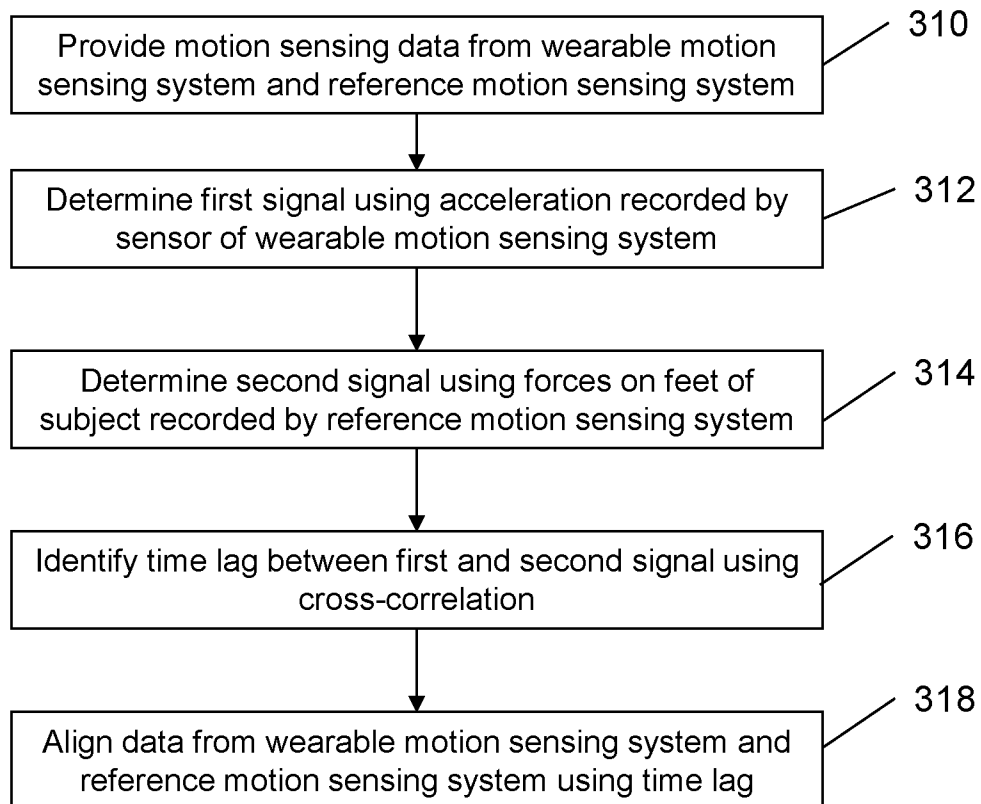 310
Provide motion sensing data from wearable motion
sensing system and reference motion sensing system
312
Determine first signal using acceleration recorded by
sensor of wearable motion sensing system
314
Determine second signal using forces on feet of
subject recorded by reference motion sensing system
316
Identify time lag between first and second signal using
cross-correlation
318
Align data from wearable motion sensing system and
reference motion sensing system using time lag